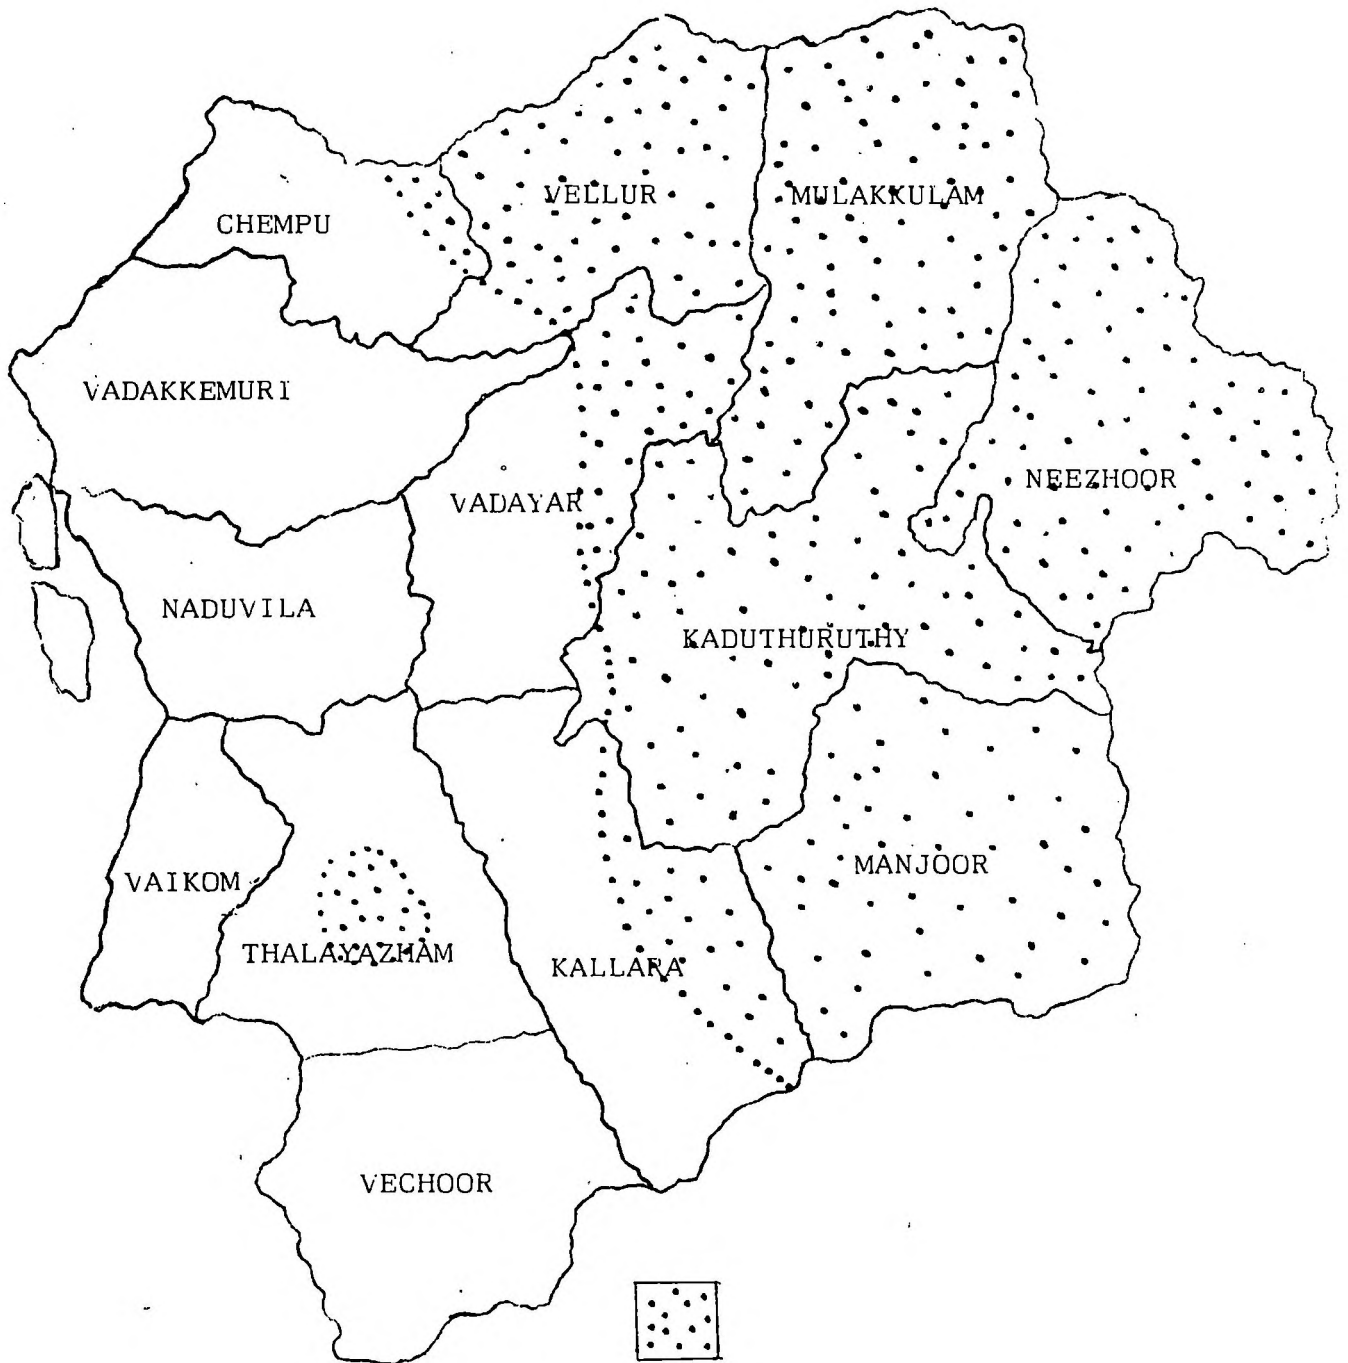 VELLUR
MULAKKULAM
CHEMPU
VADAKKEMURI
NEEZHOOR
VADAYAR
NADUVILA
KADUTHURUTHY
MANJOOR
VAIKOM
THALAYAZHAM
KALLARA
VECHOOR